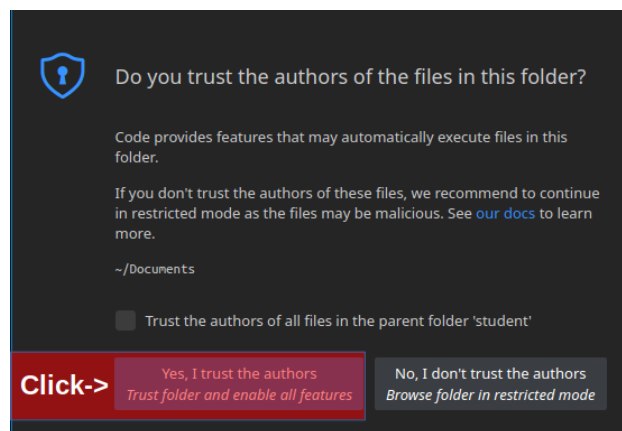 Do you trust the authors of the files in this folder?
Code provides features that may automatically execute files in this
folder.
If you don't trust the authors of these files, we recommend to continue
in restricted mode as the files may be malicious. See our docs to learn
more.
~/Documents
Trust the authors of all files in the parent folder 'student'
Click->
Yes, I trust the authors
Trust folder and enable all features
No, I don't trust the authors
Browse folder in restricted mode